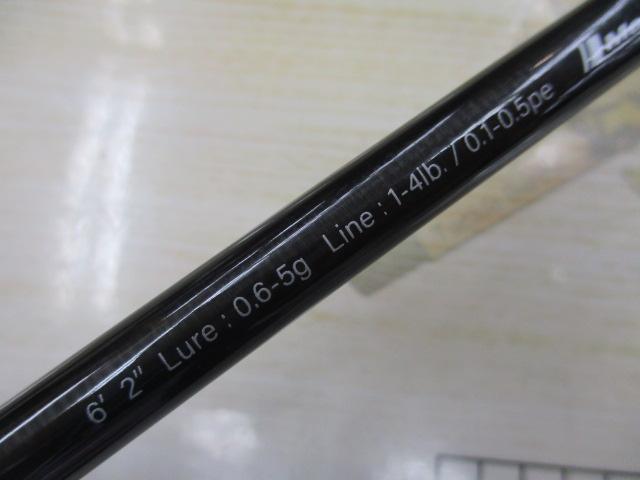 6' 2" Lure : 0.6-5g Line : 1-4lb. / 0.1-0.5pe